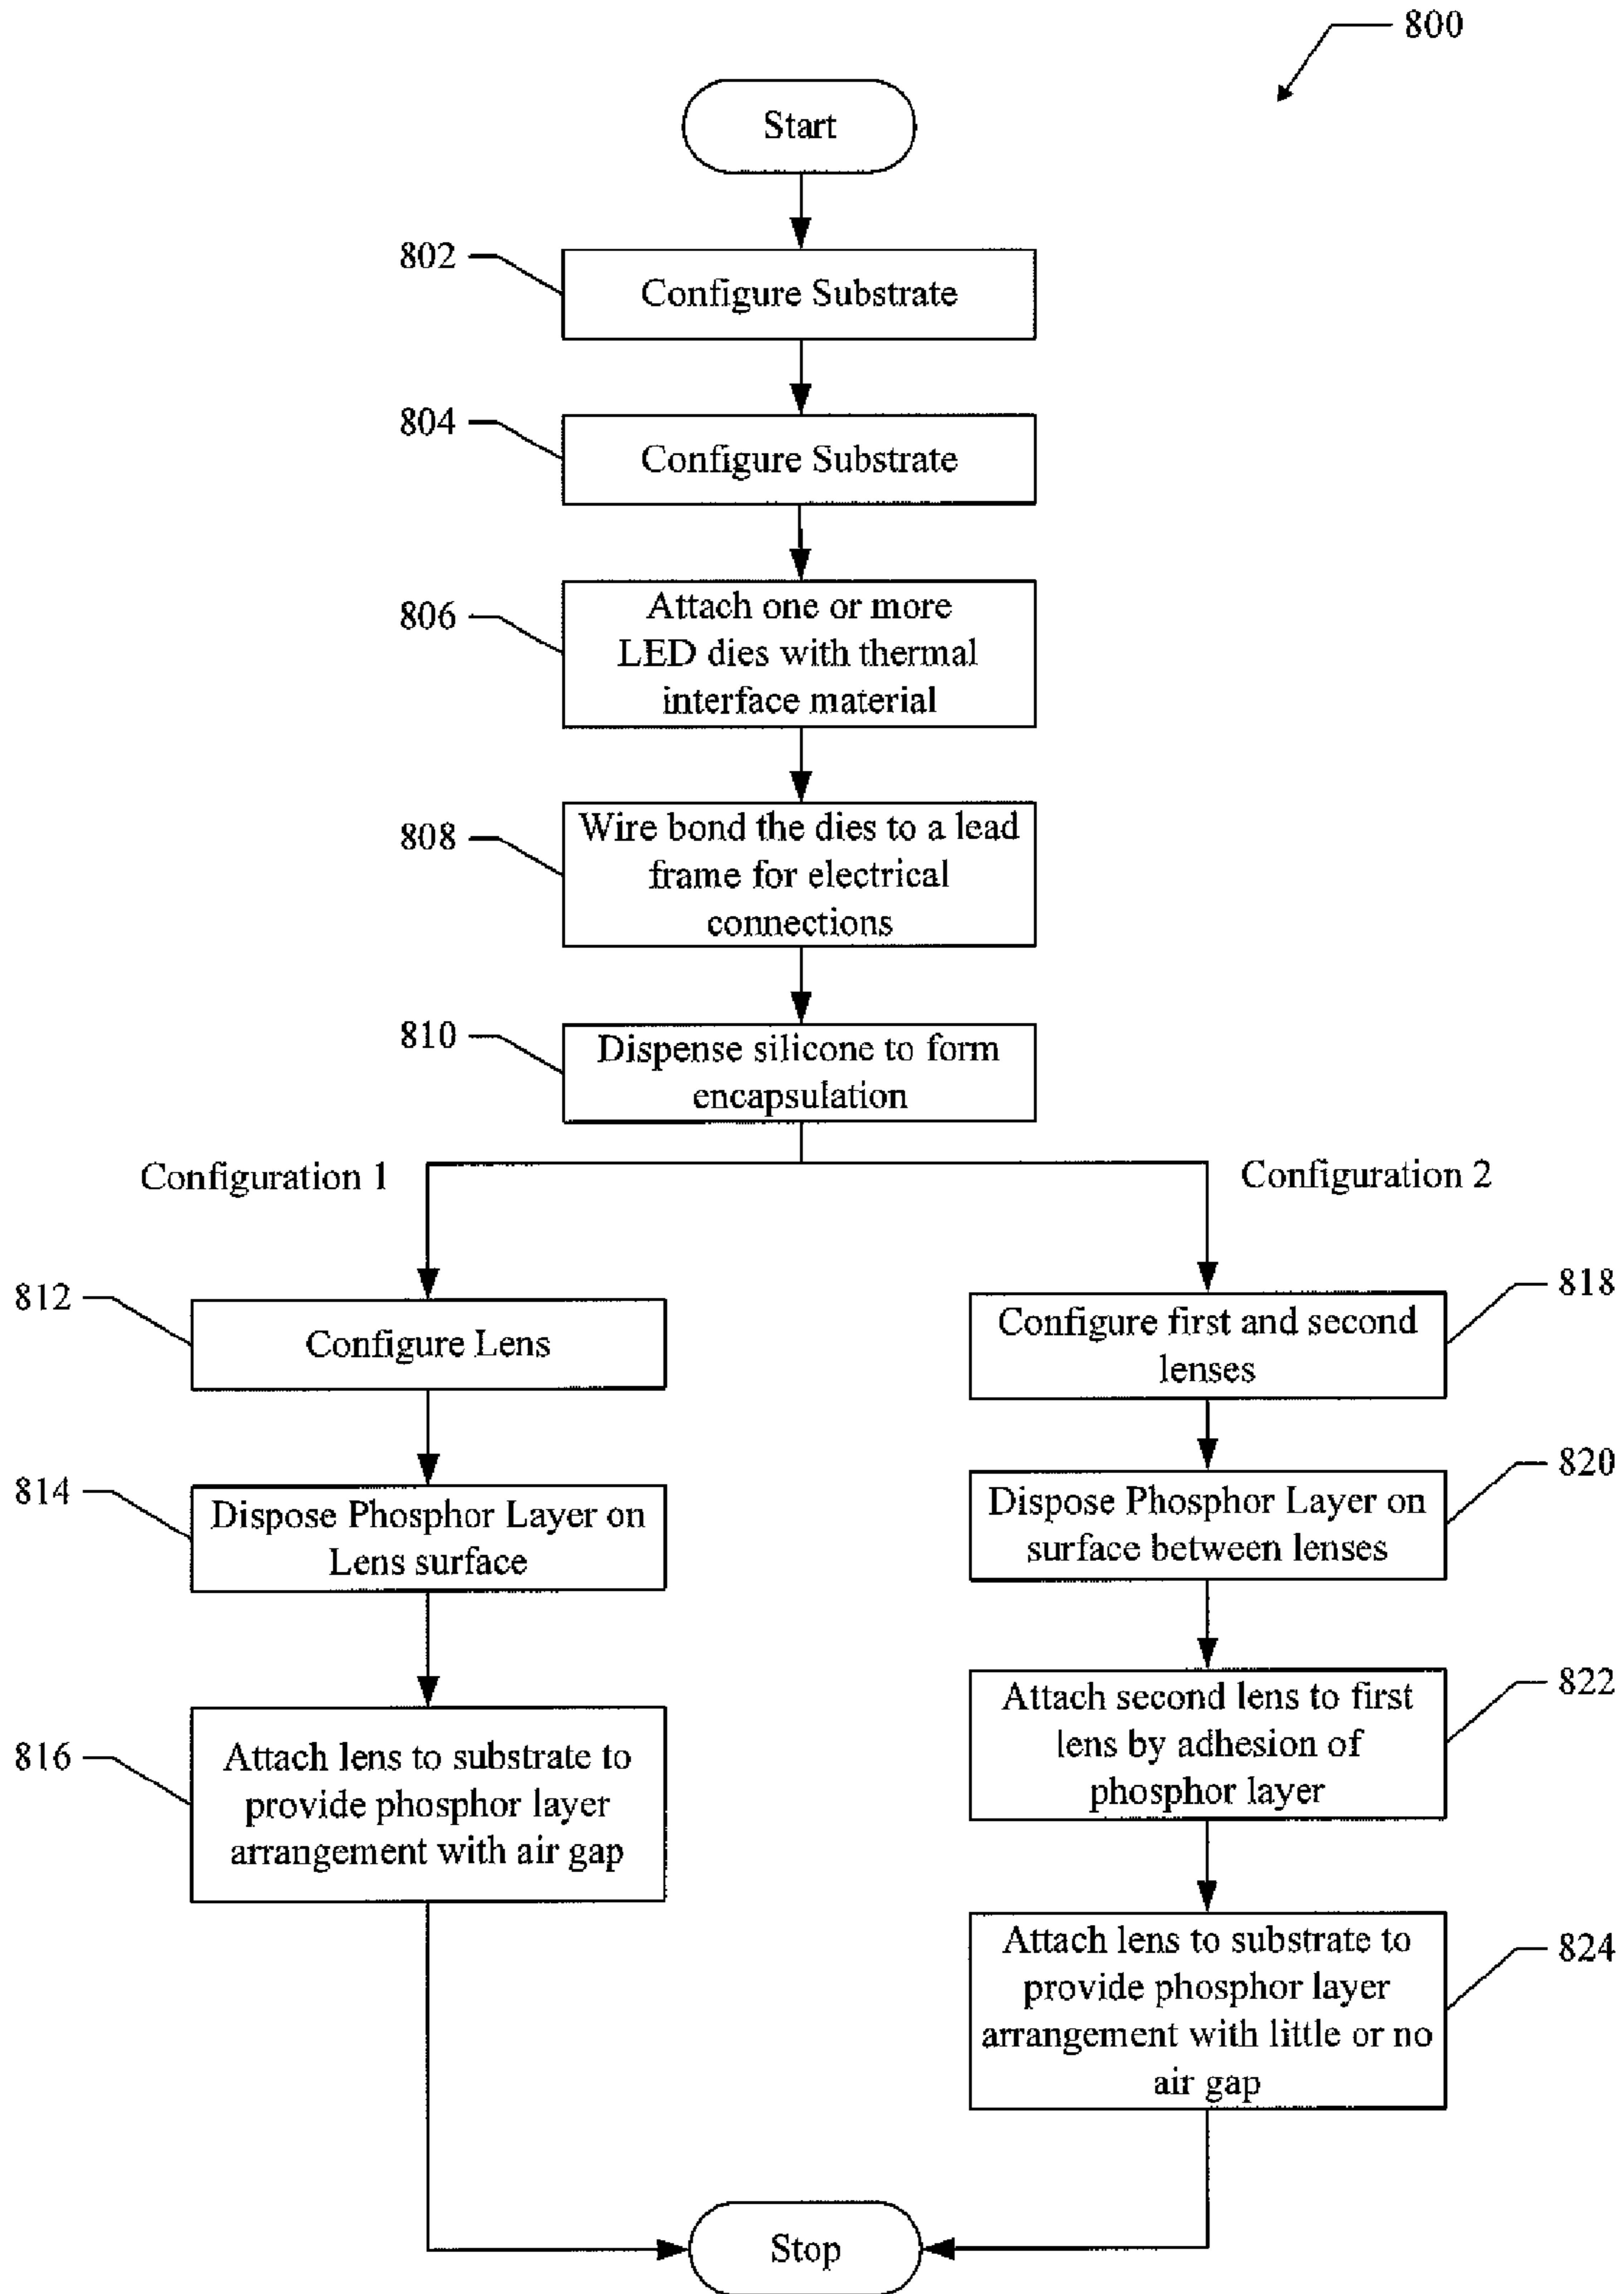 800
Start
802
Configure Substrate
804
Configure Substrate
806
Attach one or more
LED dies with thermal
interface material
808
Wire bond the dies to a lead
frame for electrical
connections
810
Dispense silicone to form
encapsulation
Configuration 1
812
Configure Lens
814
Dispose Phosphor Layer on
Lens surface
816
Attach lens to substrate to
provide phosphor layer
arrangement with air gap
Configuration 2
818
Configure first and second
lenses
820
Dispose Phosphor Layer on
surface between lenses
822
Attach second lens to first
lens by adhesion of
phosphor layer
824
Attach lens to substrate to
provide phosphor layer
arrangement with little or no
air gap
Stop